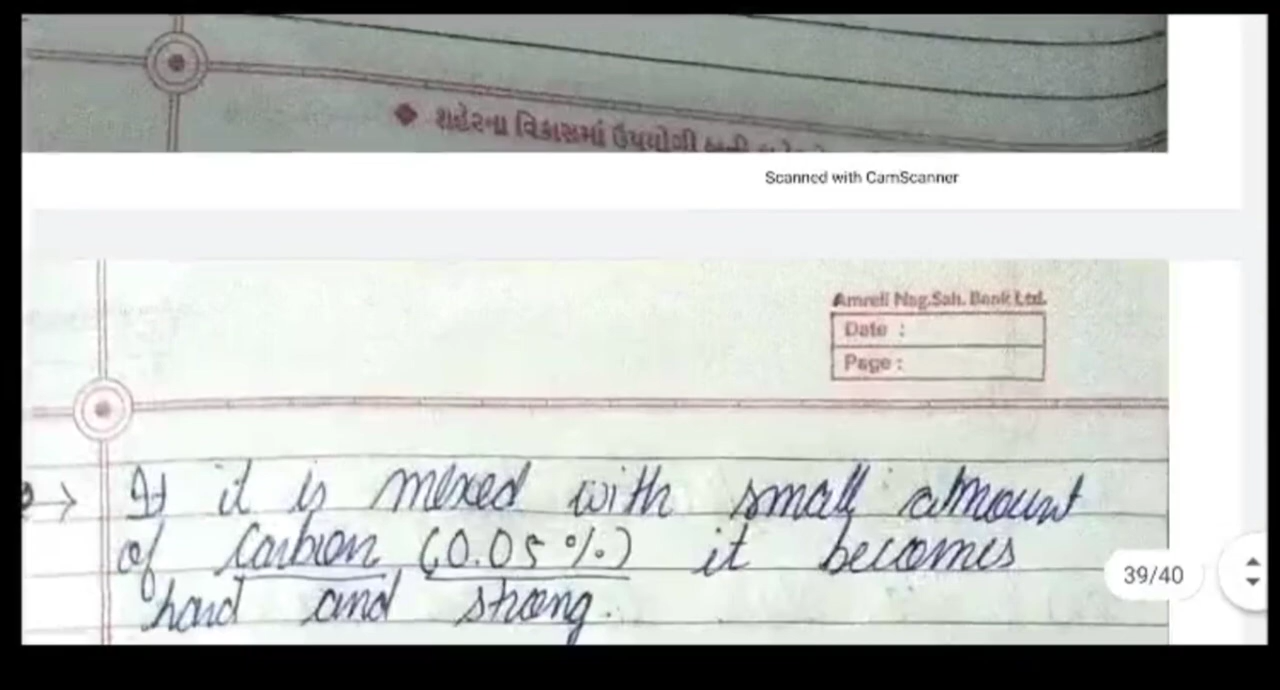 ◆ શહેરના વિકાસમાં ઉપયોગી
Scanned with CamScanner
Amreli Nag.Sah. Bank Ltd.
Date :
Page :
→ If it is mixed with small amount
of Carbon (0.05%) it becomes
hard and strong.
39/40